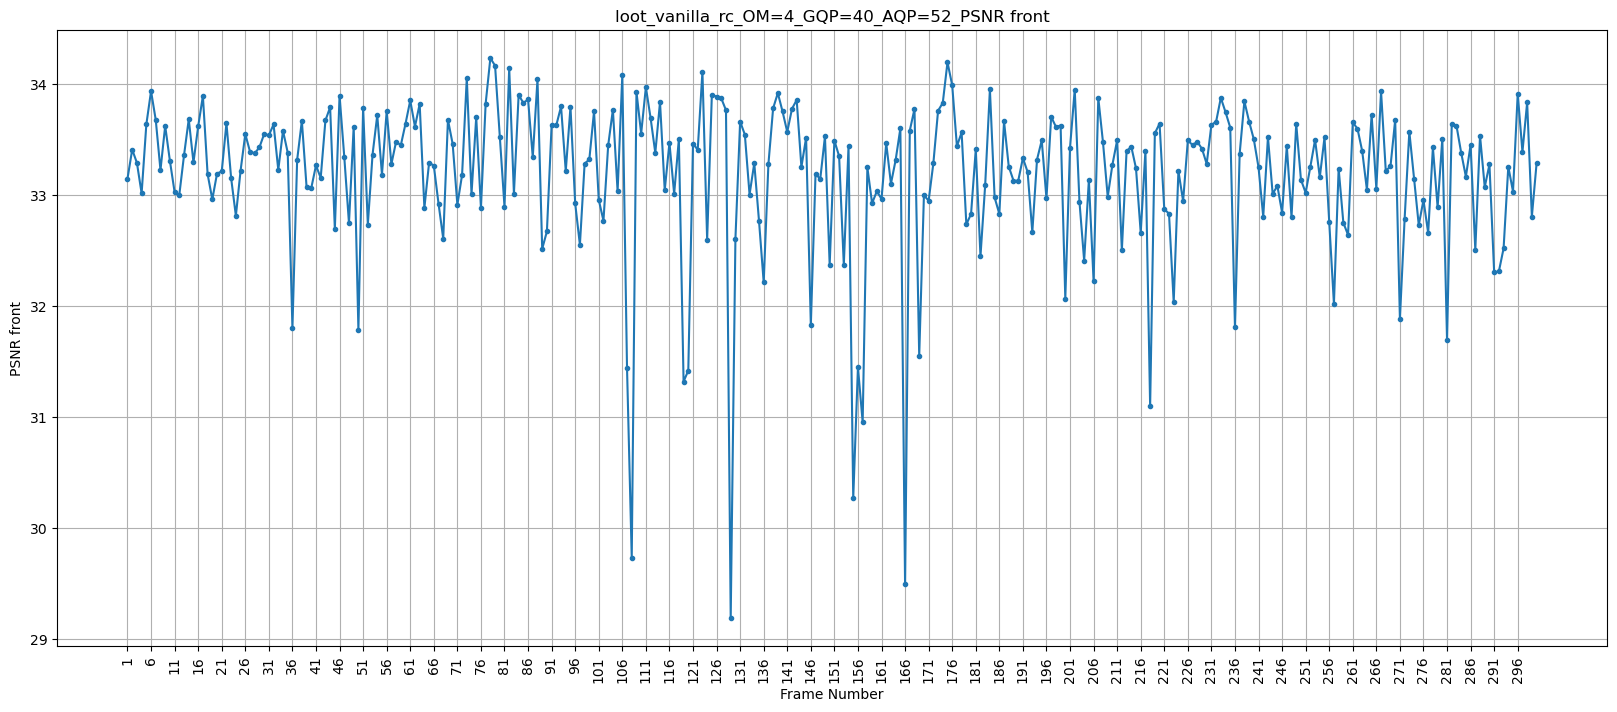 loot_vanilla_rc_OM=4_GQP=40_AQP=52_PSNR front
PSNR front
34
33
32
31
30
29
1 6 11 16 21 26 31 36 41 46 51 56 61 66 71 76 81 86 91 96 101 106 111 116 121 126 131 136 141 146 151 156 161 166 171 176 181 186 191 196 201 206 211 216 221 226 231 236 241 246 251 256 261 266 271 276 281 286 291 296
Frame Number